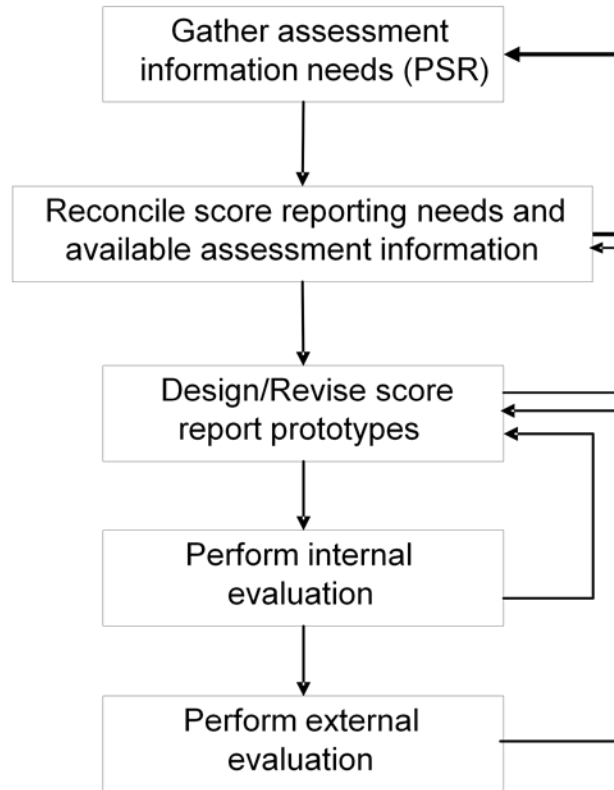 Gather assessment
information needs (PSR)
Reconcile score reporting needs and
available assessment information
Design/Revise score
report prototypes
Perform internal
evaluation
Perform external
evaluation